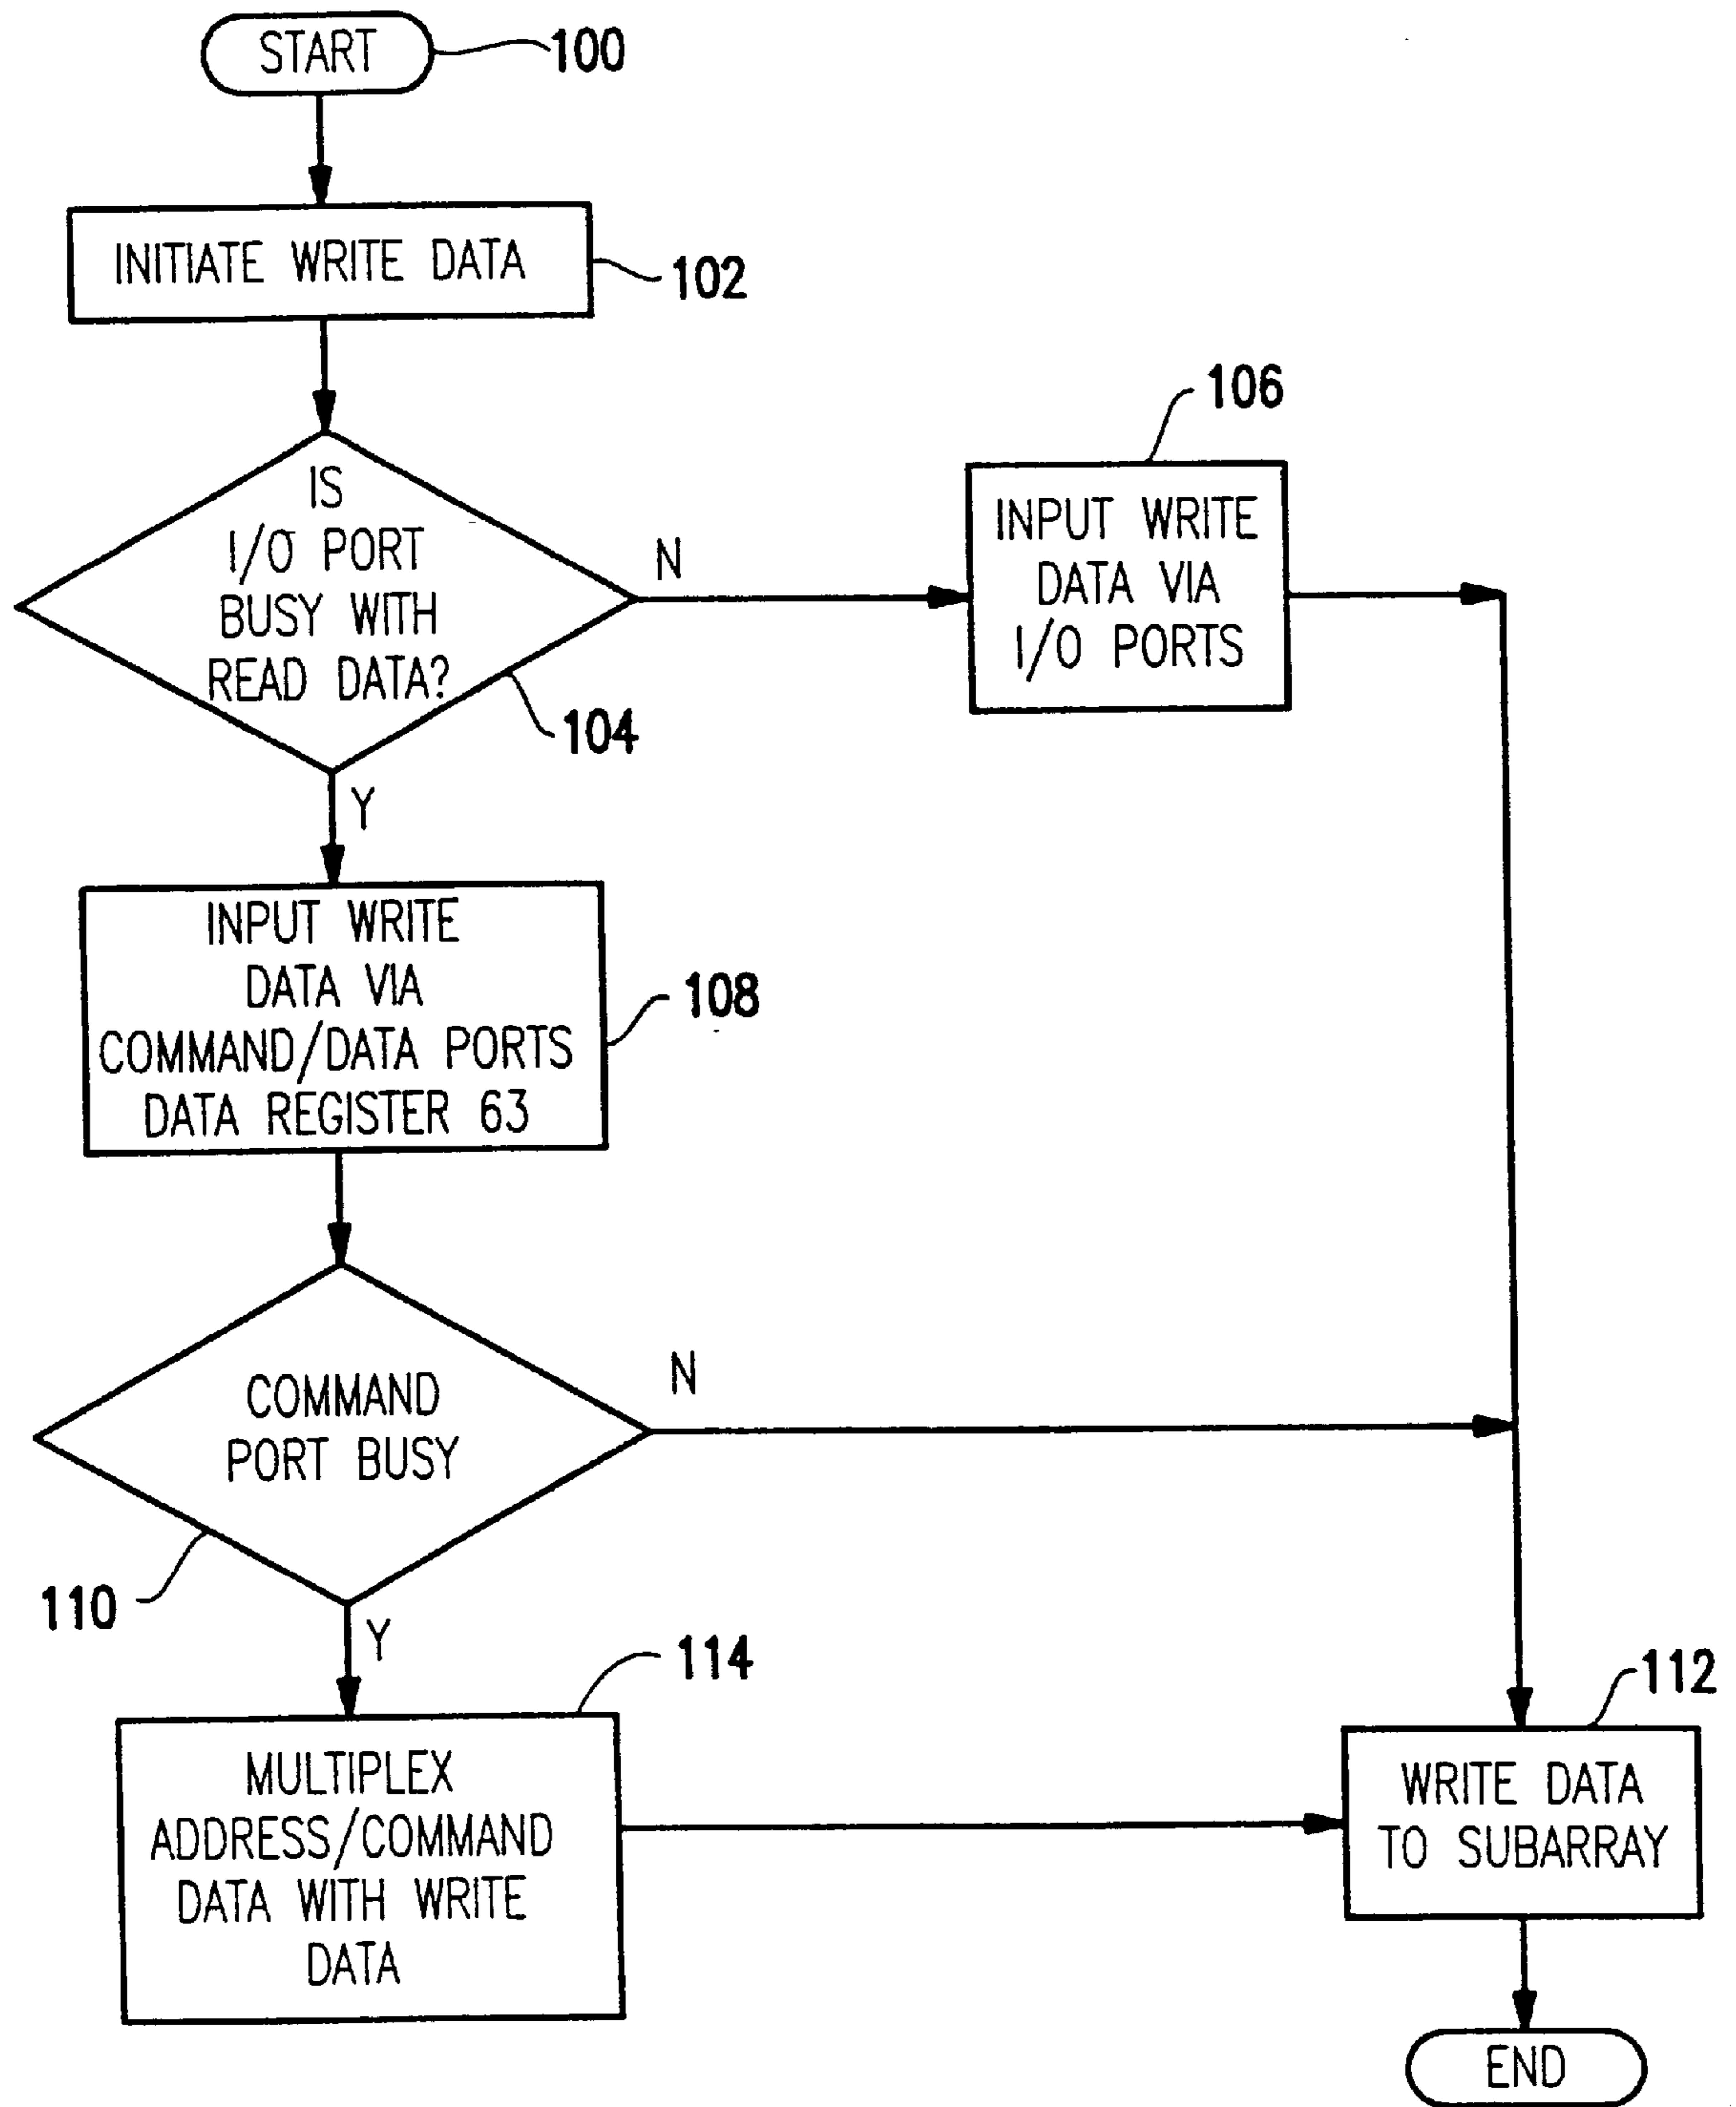 START
100
INITIATE WRITE DATA
102
IS
I/O PORT
BUSY WITH
READ DATA?
104
N
106
INPUT WRITE
DATA VIA
I/O PORTS
Y
INPUT WRITE
DATA VIA
COMMAND/DATA PORTS
DATA REGISTER 63
108
COMMAND
PORT BUSY
N
110
Y
114
MULTIPLEX
ADDRESS/COMMAND
DATA WITH WRITE
DATA
112
WRITE DATA
TO SUBARRAY
END